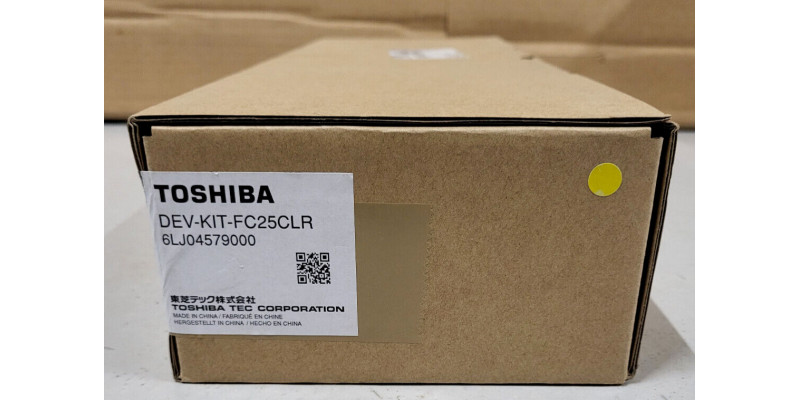 TOSHIBA
DEV-KIT-FC25CLR
6LJ04579000
東芝テック株式会社
TOSHIBA TEC CORPORATION
MADE IN CHINA / FABRIQUÉ EN CHINE
HERGESTELLT IN CHINA / HECHO EN CHINA